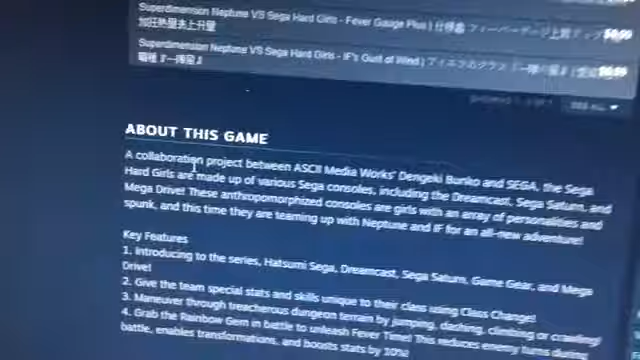 Superdimension Neptune VS Sega Hard Girls - Fever Gauge Plus |
Superdimension Neptune VS Sega Hard Girls - IF's Gust of Wind |
ABOUT THIS GAME
A collaboration project between ASCII Media Works' Dengeki Bunko and SEGA, the Sega
Hard Girls are made up of various Sega consoles, including the Dreamcast, Sega Saturn, and
Mega Drive! These anthropomorphized consoles are girls with an array of personalities and
spunk, and this time they are teaming up with Neptune and IF for an all-new adventure!
Key Features
1. Introducing to the series, Hatsumi Sega, Dreamcast, Sega Saturn, Game Gear, and Mega
Drive!
2. Give the team special stats and skills unique to their class using Class Change!
3. Maneuver through treacherous dungeon terrain by jumping, dashing, climbing or crawling!
4. Grab the Rainbow Gem in battle to unleash Fever Time! This reduces enemy turns in
battle, enables transformations, and boosts stats by